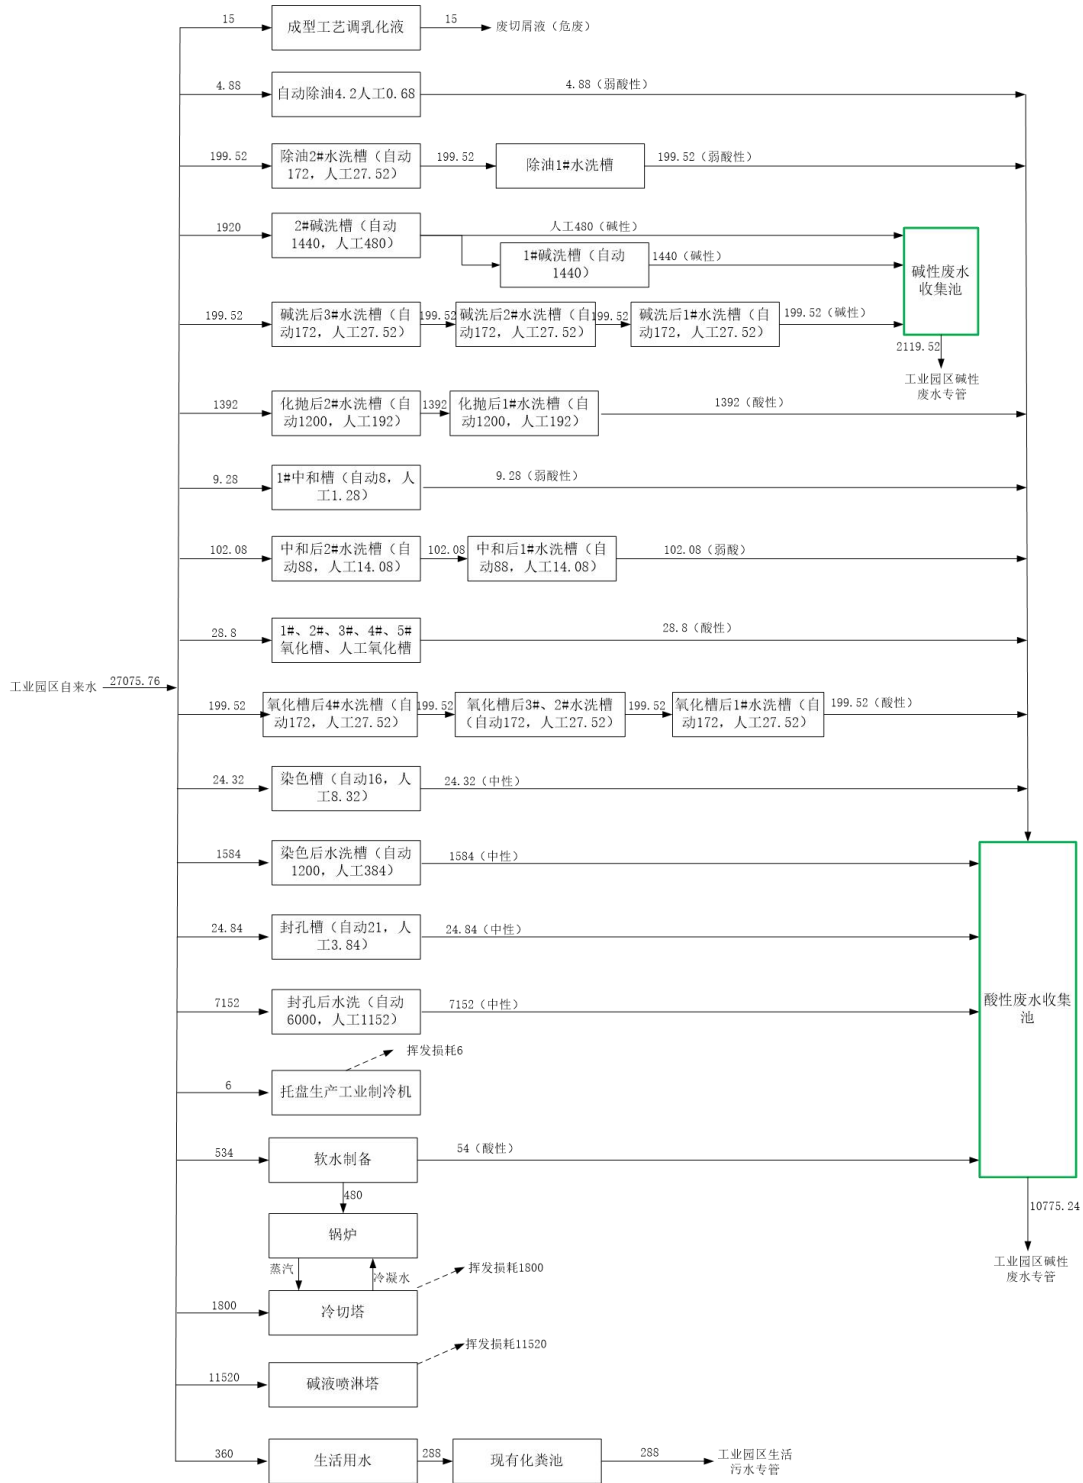 15
成型工艺调乳化液
15
废切屑液（危废）
4.88
自动除油4.2人工0.68
4.88（弱酸性）
199.52
除油2#水洗槽（自动
172，人工27.52）
199.52
除油1#水洗槽
199.52（弱酸性）
1920
2#碱洗槽（自动
1440，人工480）
人工480（碱性）
1#碱洗槽（自动
1440）
1440（碱性）
碱性废水
收集池
199.52
碱洗后3#水洗槽（自
动172，人工27.52）
199.52
碱洗后2#水洗槽（自
动172，人工27.52）
199.52
碱洗后1#水洗槽（自
动172，人工27.52）
199.52（碱性）
2119.52
工业园区碱性
废水专管
1392
化抛后2#水洗槽（自
动1200，人工192）
1392
化抛后1#水洗槽（自
动1200，人工192）
1392（酸性）
9.28
1#中和槽（自动8，人
工1.28）
9.28（弱酸性）
102.08
中和后2#水洗槽（自
动88，人工14.08）
102.08
中和后1#水洗槽（自
动88，人工14.08）
102.08（弱酸）
28.8
1#、2#、3#、4#、5#
氧化槽、人工氧化槽
28.8（酸性）
工业园区自来水
27075.76
199.52
氧化槽后4#水洗槽（自
动172，人工27.52）
199.52
氧化槽后3#、2#水洗槽
（自动172，人工27.52）
199.52
氧化槽后1#水洗槽（自
动172，人工27.52）
199.52（酸性）
24.32
染色槽（自动16，人
工8.32）
24.32（中性）
1584
染色后水洗槽（自动
1200，人工384）
1584（中性）
24.84
封孔槽（自动21，人
工3.84）
24.84（中性）
7152
封孔后水洗（自动
6000，人工1152）
7152（中性）
酸性废水收集
池
挥发损耗6
6
托盘生产工业制冷机
534
软水制备
54（酸性）
480
锅炉
10775.24
工业园区碱性
废水专管
蒸汽
冷凝水
挥发损耗1800
1800
冷切塔
挥发损耗11520
11520
碱液喷淋塔
360
生活用水
288
现有化粪池
288
工业园区生活
污水专管